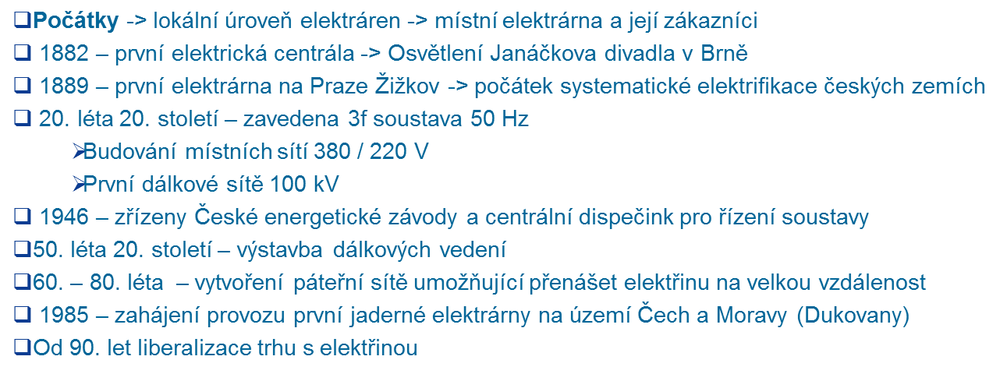 ❑Počátky -> lokální úroveň elektráren -> místní elektrárna a její zákazníci
❑ 1882 – první elektrická centrála -> Osvětlení Janáčkova divadla v Brně
❑ 1889 – první elektrárna na Praze Žižkov -> počátek systematické elektrifikace českých zemích
❑ 20. léta 20. století – zavedena 3f soustava 50 Hz
➢Budování místních sítí 380 / 220 V
➢První dálkové sítě 100 kV
❑ 1946 – zřízeny České energetické závody a centrální dispečink pro řízení soustavy
❑50. léta 20. století – výstavba dálkových vedení
❑60. – 80. léta – vytvoření páteřní sítě umožňující přenášet elektřinu na velkou vzdálenost
❑ 1985 – zahájení provozu první jaderné elektrárny na území Čech a Moravy (Dukovany)
❑Od 90. let liberalizace trhu s elektřinou